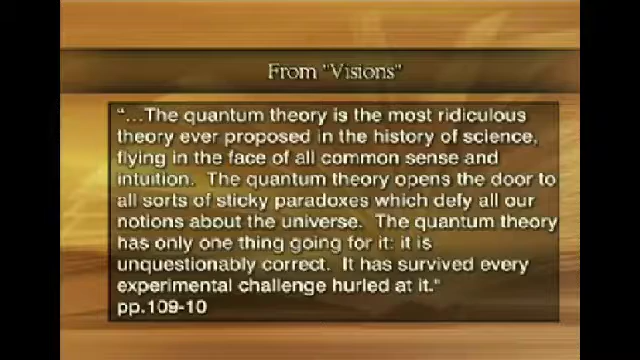 From "Visions"
"...The quantum theory is the most ridiculous
theory ever proposed in the history of science,
flying in the face of all common sense and
intuition.  The quantum theory opens the door to
all sorts of sticky paradoxes which defy all our
notions about the universe.  The quantum theory
has only one thing going for it: it is
unquestionably correct.  It has survived every
experimental challenge hurled at it."
pp.109-10